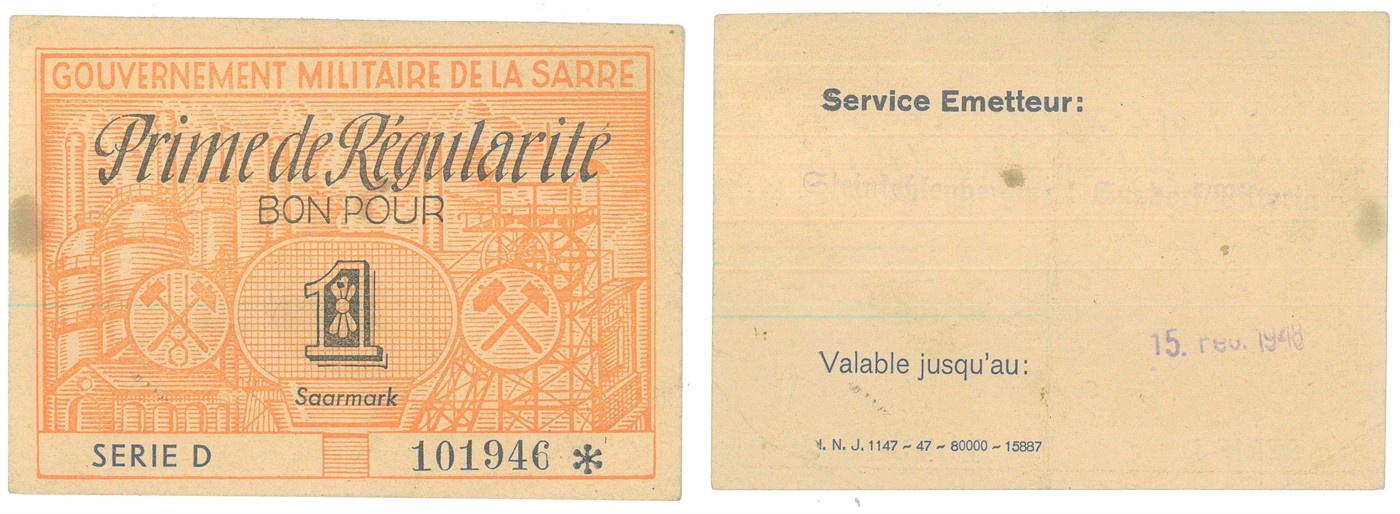 GOUVERNEMENT MILITAIRE DE LA SARRE
Prime de Régularité
BON POUR
1
Saarmark
SERIE D
101946 *
Service Emetteur:
15. Feb. 1948
Valable jusqu'au:
N. N. J. 1147 ~ 47 ~ 80000 ~ 15887